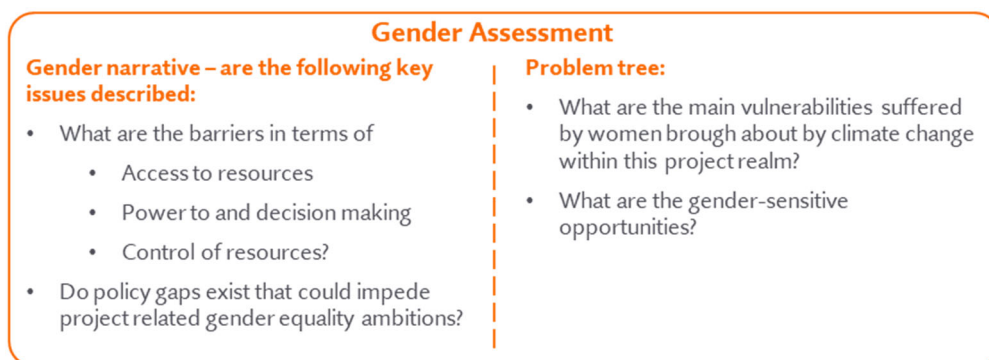 Gender Assessment
Gender narrative – are the following key
issues described:
• What are the barriers in terms of
• Access to resources
• Power to and decision making
• Control of resources?
• Do policy gaps exist that could impede
project related gender equality ambitions?
Problem tree:
• What are the main vulnerabilities suffered
by women brough about by climate change
within this project realm?
• What are the gender-sensitive
opportunities?